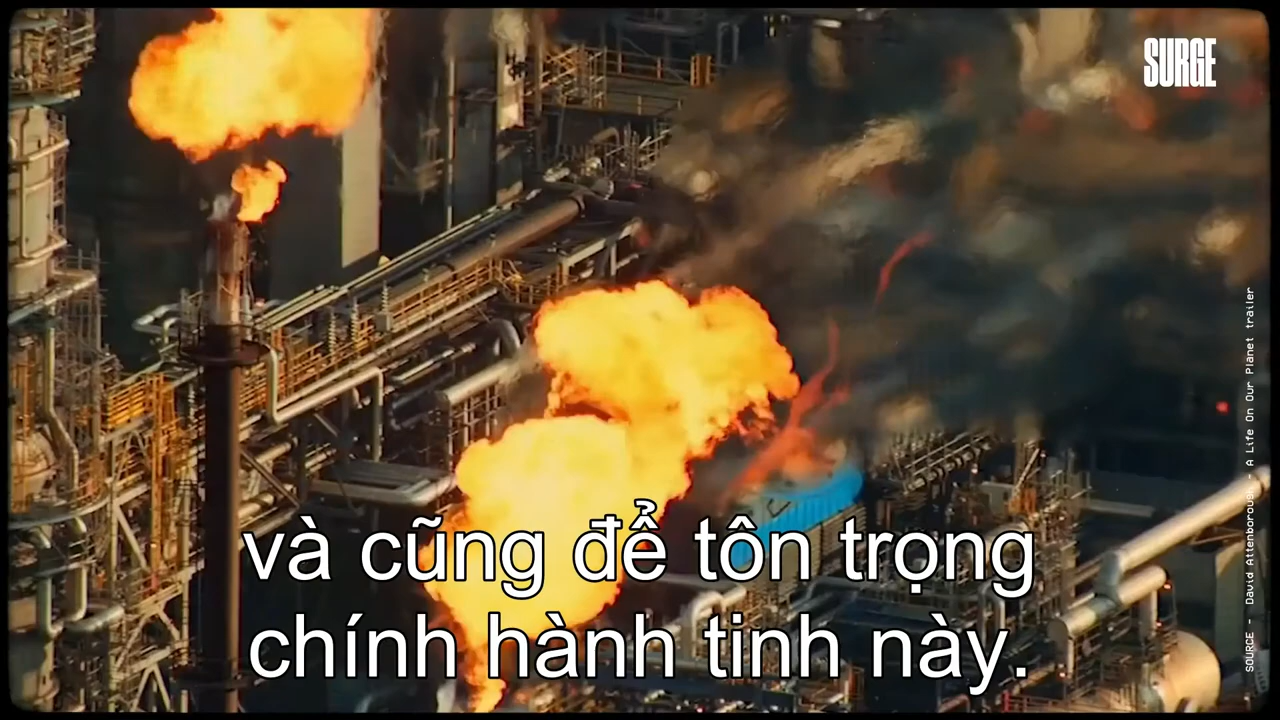 SURGE
và cũng để tôn trọng
chính hành tinh này.
SOURCE - David Attenborough - A Life On Our Planet trailer